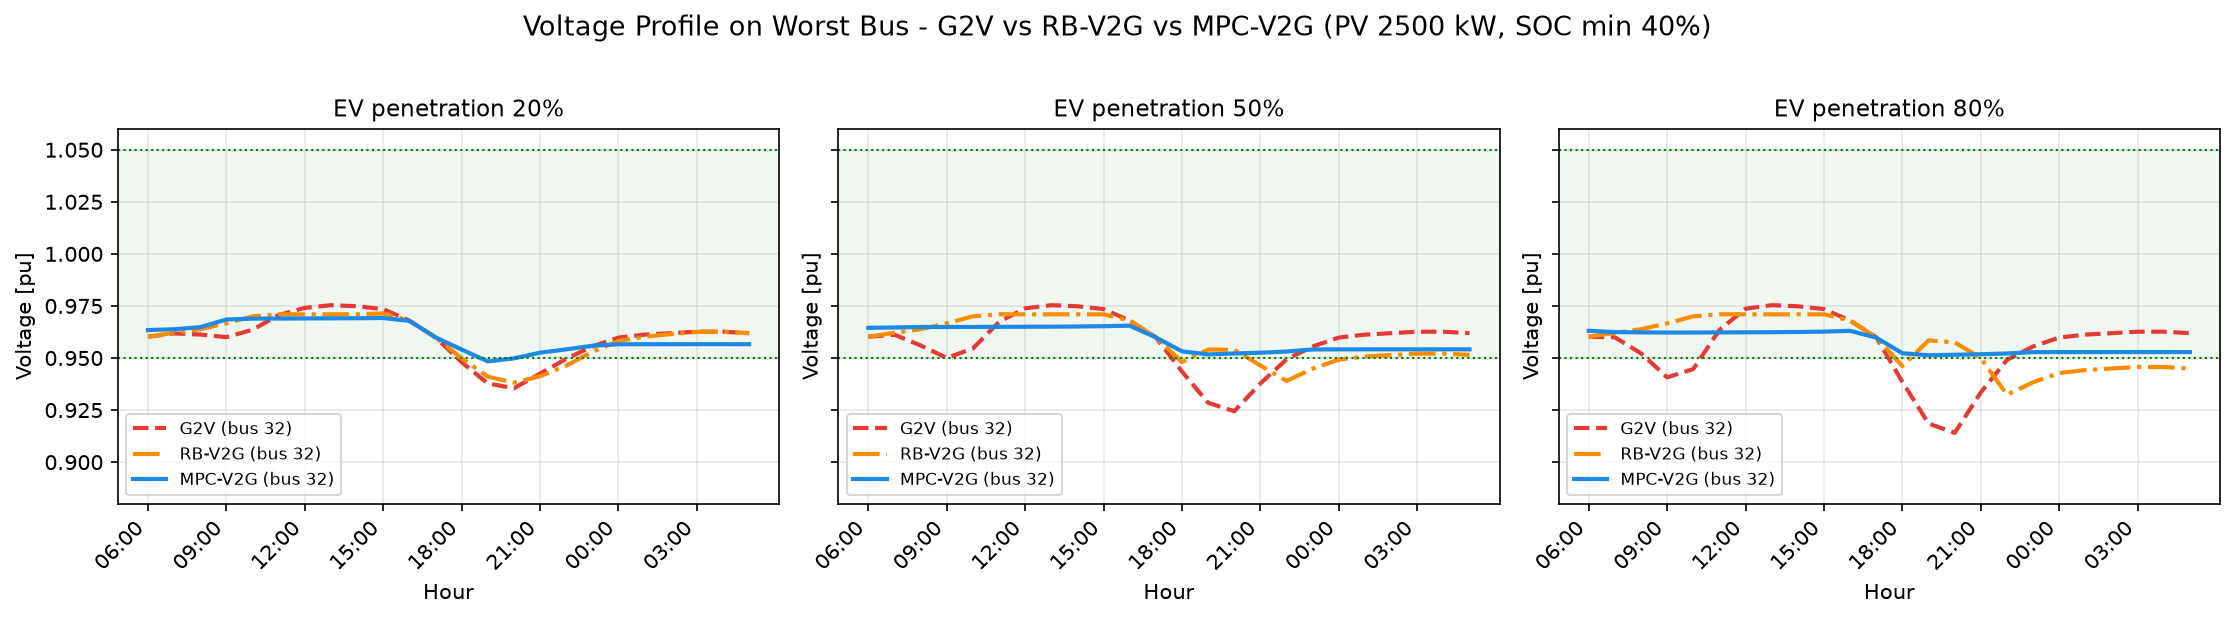 Voltage Profile on Worst Bus - G2V vs RB-V2G vs MPC-V2G (PV 2500 kW, SOC min 40%)
EV penetration 20%
Voltage [pu]
1.050
1.025
1.000
0.975
0.950
0.925
0.900
G2V (bus 32)
RB-V2G (bus 32)
MPC-V2G (bus 32)
06:00
09:00
12:00
15:00
18:00
21:00
00:00
03:00
Hour
EV penetration 50%
Voltage [pu]
G2V (bus 32)
RB-V2G (bus 32)
MPC-V2G (bus 32)
06:00
09:00
12:00
15:00
18:00
21:00
00:00
03:00
Hour
EV penetration 80%
Voltage [pu]
G2V (bus 32)
RB-V2G (bus 32)
MPC-V2G (bus 32)
06:00
09:00
12:00
15:00
18:00
21:00
00:00
03:00
Hour